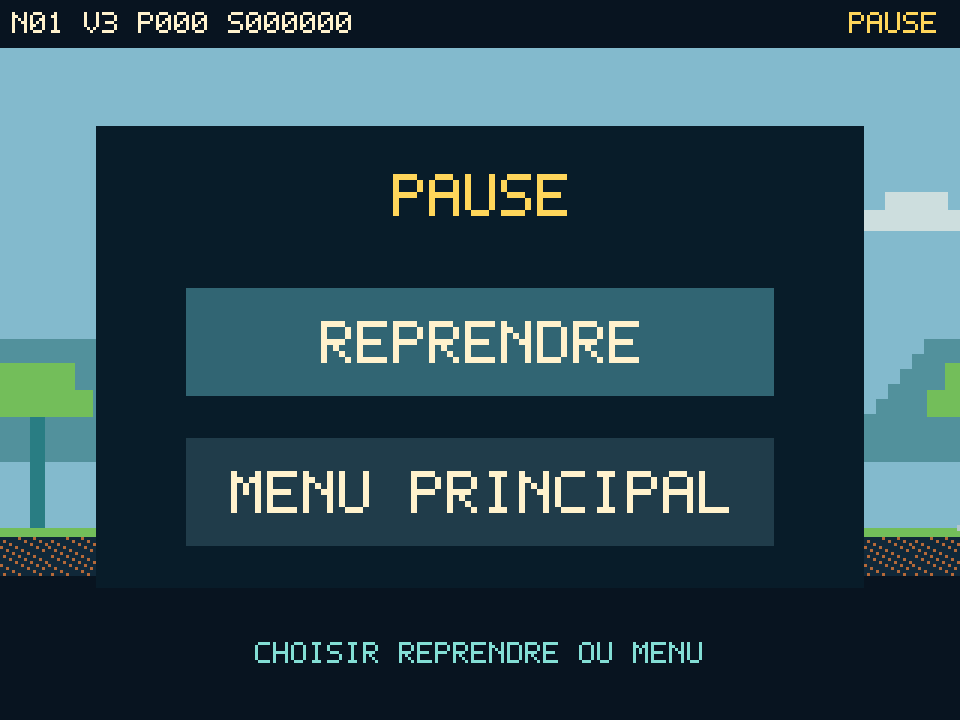 N01 V3 P000 S000000 PAUSE
PAUSE
REPRENDRE
MENU PRINCIPAL
CHOISIR REPRENDRE OU MENU